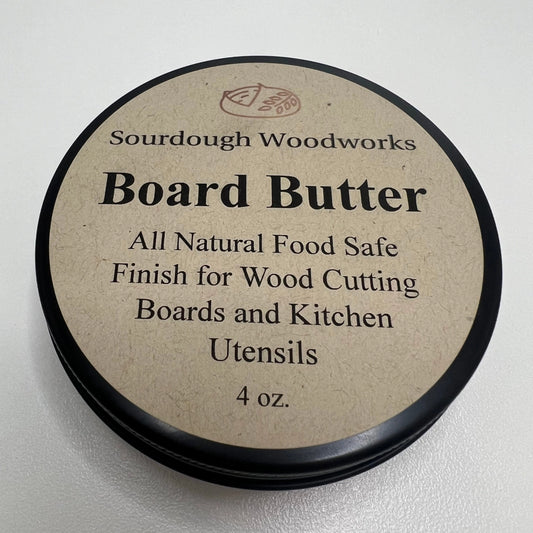 Sourdough Woodworks
Board Butter
All Natural Food Safe
Finish for Wood Cutting
Boards and Kitchen
Utensils
4 oz.